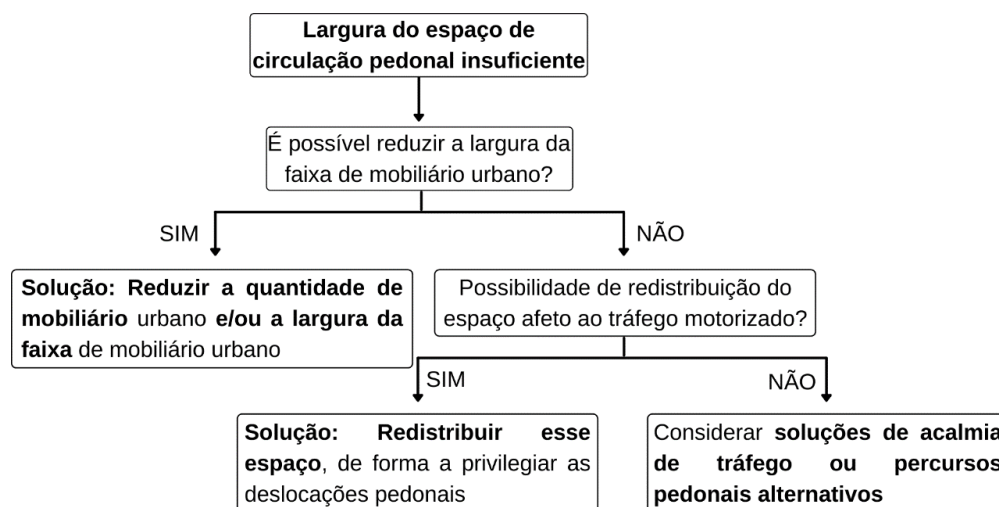 Largura do espaço de
circulação pedonal insuficiente
É possível reduzir a largura da
faixa de mobiliário urbano?
SIM
NÃO
Solução: Reduzir a quantidade de
mobiliário urbano e/ou a largura da
faixa de mobiliário urbano
Possibilidade de redistribuição do
espaço afeto ao tráfego motorizado?
SIM
NÃO
Solução: Redistribuir esse
espaço, de forma a privilegiar as
deslocações pedonais
Considerar soluções de acalmia
de tráfego ou percursos
pedonais alternativos